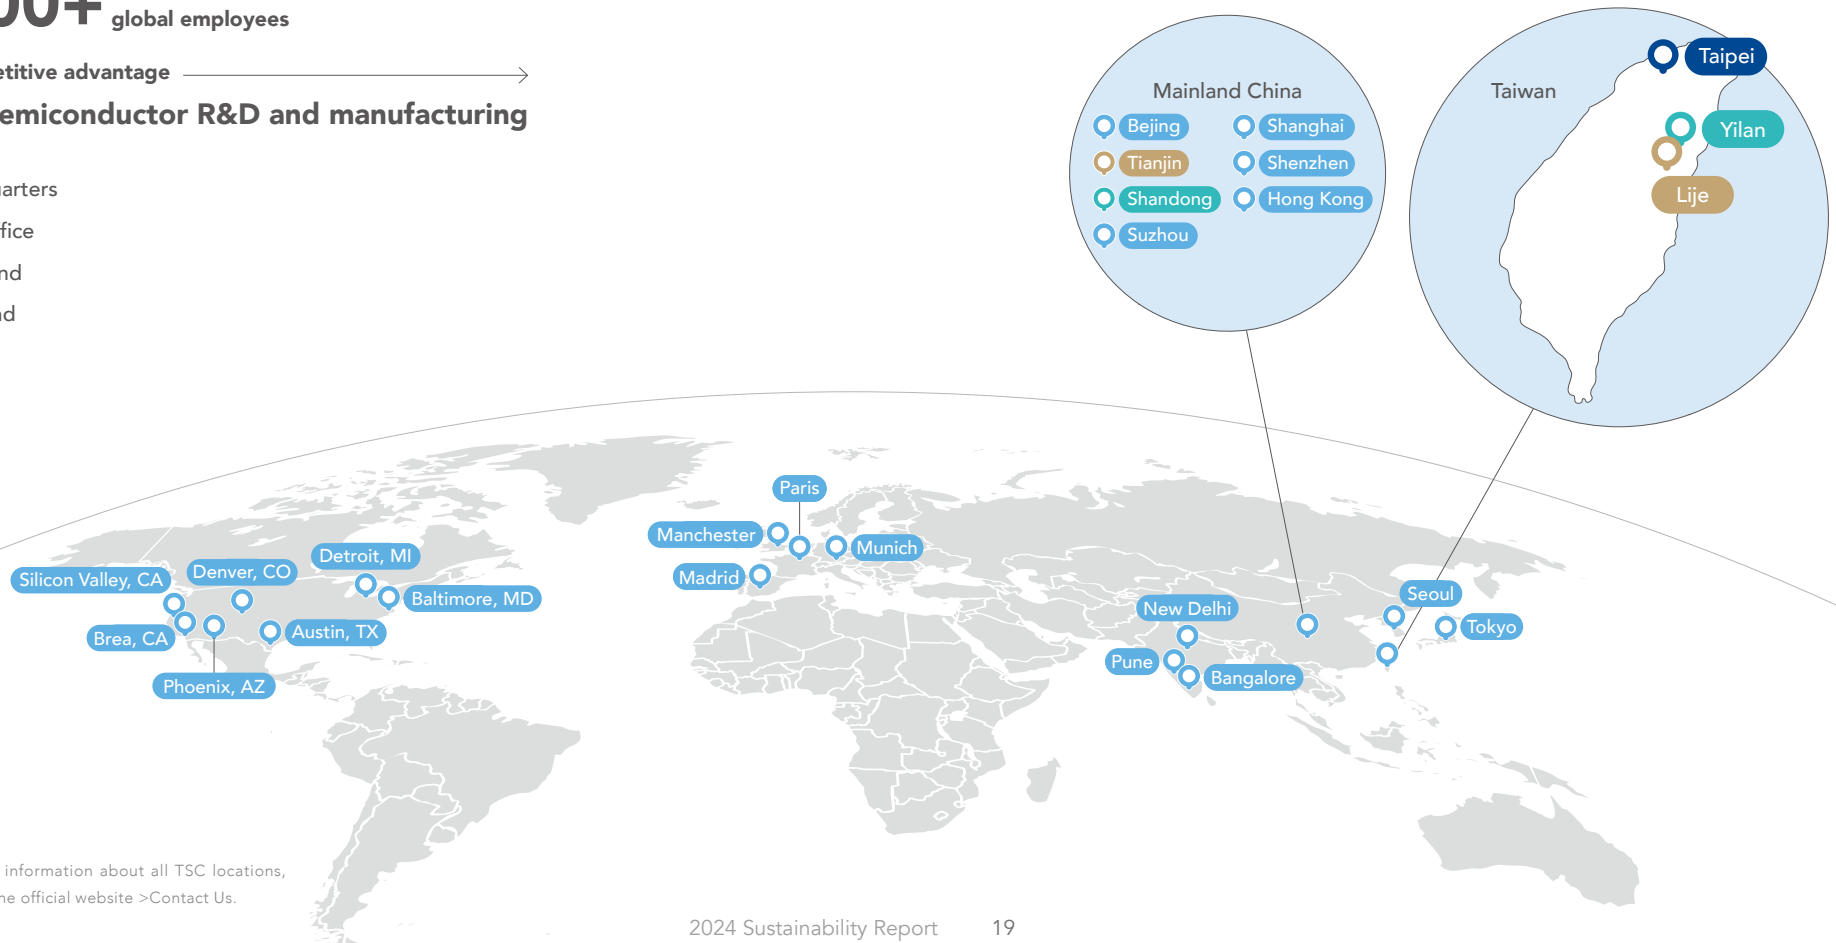 00+ global employees
etitive advantage
emiconductor R&D and manufacturing
arters
fice
nd
nd
Mainland China
Bejing
Shanghai
Tianjin
Shenzhen
Shandong
Hong Kong
Suzhou
Taiwan
Taipei
Yilan
Lije
Paris
Manchester
Munich
Madrid
Detroit, MI
Denver, CO
Silicon Valley, CA
Baltimore, MD
Austin, TX
Brea, CA
Phoenix, AZ
Seoul
Tokyo
New Delhi
Pune
Bangalore
information about all TSC locations,
he official website >Contact Us.
2024 Sustainability Report 19